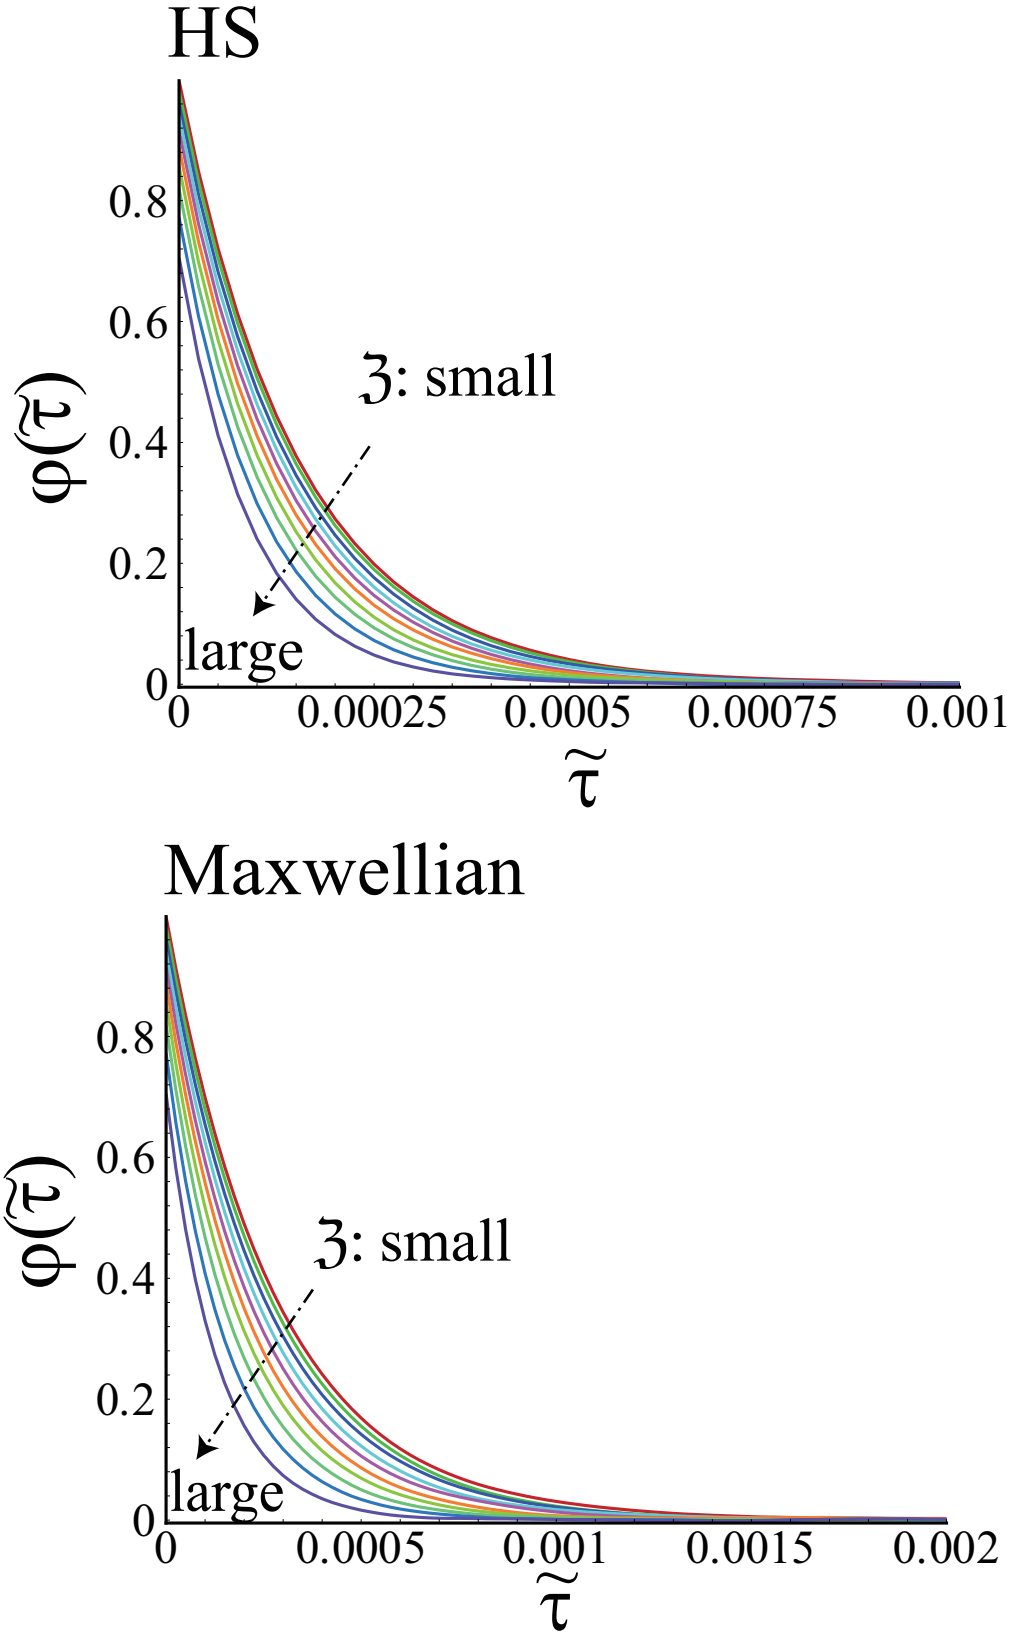 HS
0.8
0.6
ℨ: small
φ(τ̃)
0.4
0.2
large
0
0 0.00025 0.0005 0.00075 0.001
τ̃
Maxwellian
0.8
0.6
φ(τ̃)
ℨ: small
0.4
0.2
large
0
0 0.0005 0.001 0.0015 0.002
τ̃